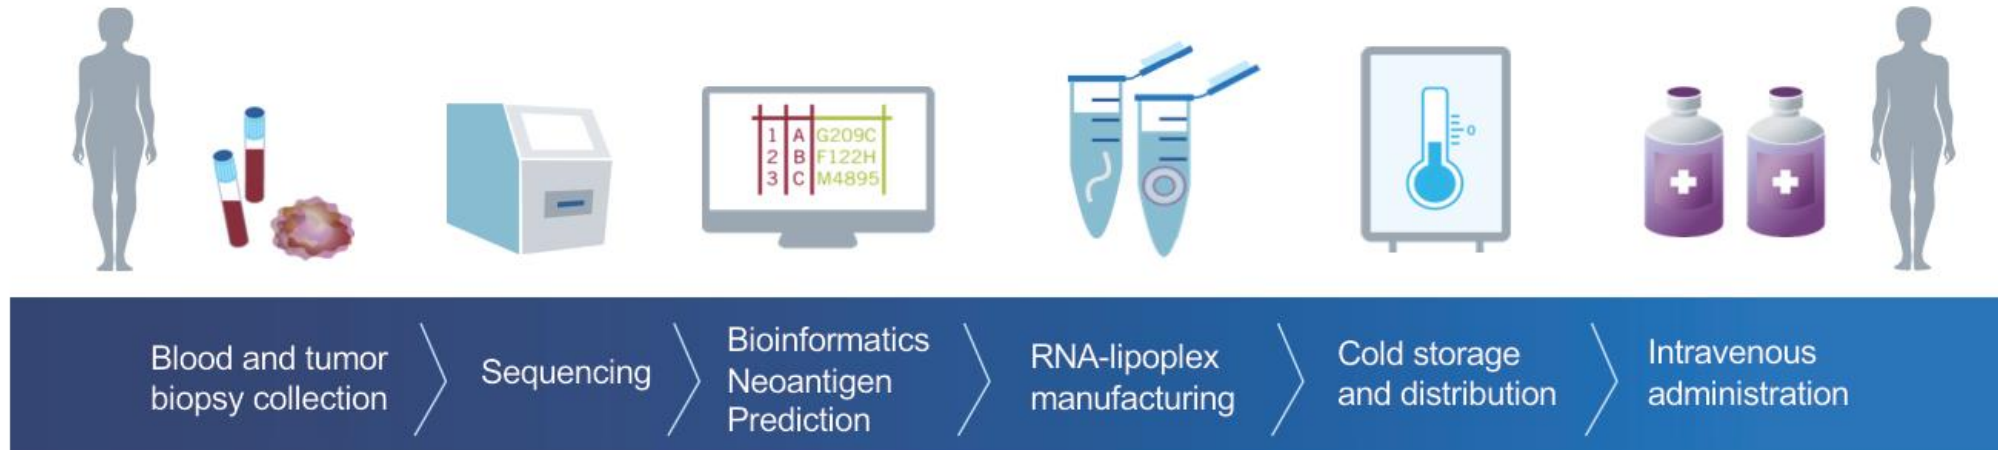 1 A G209C
2 B F122H
3 C M4895
0
Blood and tumor
biopsy collection
Sequencing
Bioinformatics
Neoantigen
Prediction
RNA-lipoplex
manufacturing
Cold storage
and distribution
Intravenous
administration